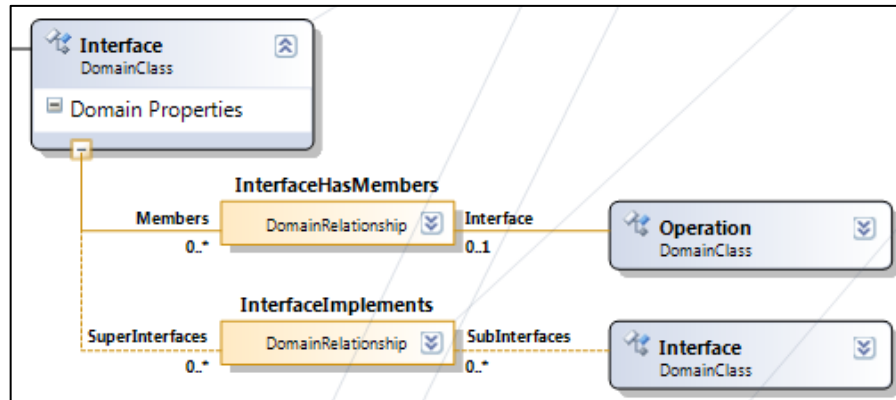 Interface
DomainClass
Domain Properties
InterfaceHasMembers
Members
DomainRelationship
Interface
0..*
0..1
Operation
DomainClass
InterfaceImplements
SuperInterfaces
DomainRelationship
SubInterfaces
0..*
0..*
Interface
DomainClass